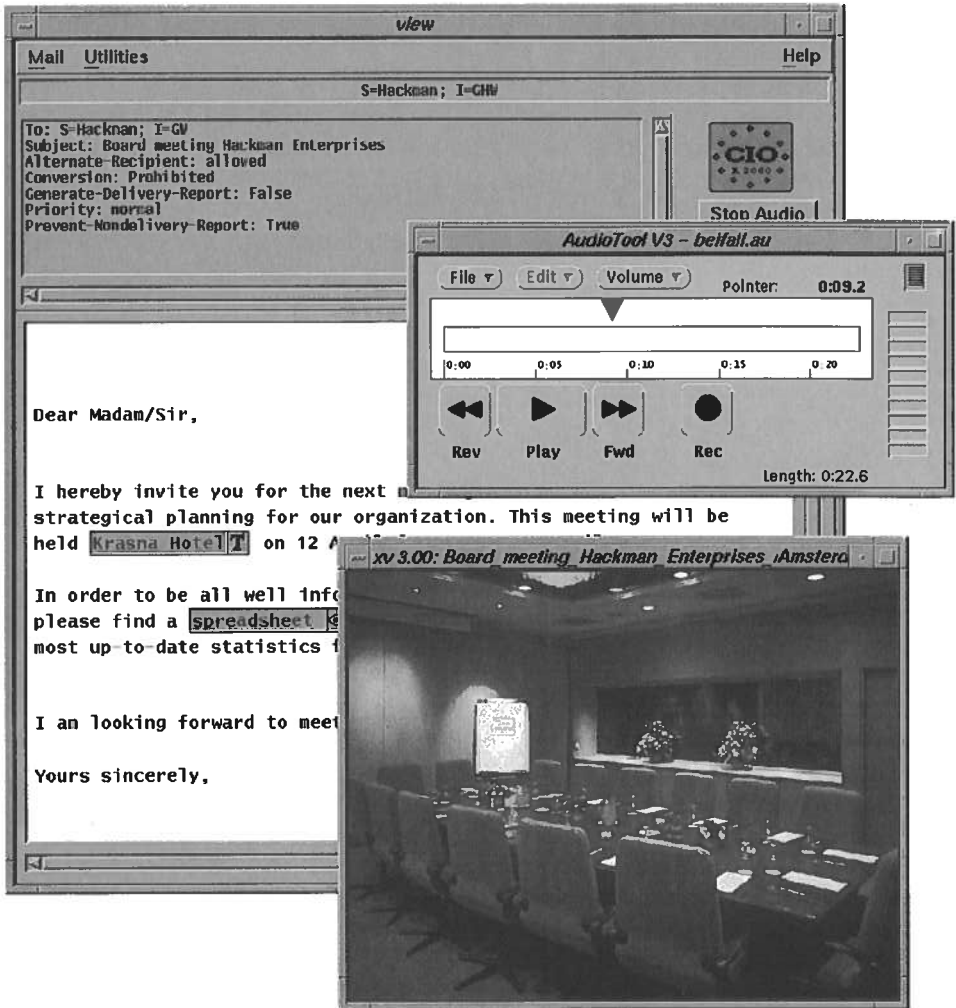 view
Mail Utilities Help
S=Hackman; I=GHW
To: S=Hackman; I=GW
Subject: Board meeting Hackman Enterprises
Alternate-Recipient: allowed
Conversion: Prohibited
Generate-Delivery-Report: False
Priority: normal
Prevent-Nondelivery-Report: True
CIO
X.2000
Stop Audio
AudioTool V3 – beifall.au
File Edit Volume Pointer: 0:09.2
0:00 0:05 0:10 0:15 0:20
Rev Play Fwd Rec
Length: 0:22.6
Dear Madam/Sir,
I hereby invite you for the next
strategical planning for our organization. This meeting will be
held Krasna Hotel T on 12
In order to be all well
please find a spreadsheet
most up-to-date statistics
I am looking forward to
Yours sincerely,
xv 3.00: Board_meeting_Hackman_Enterprises_